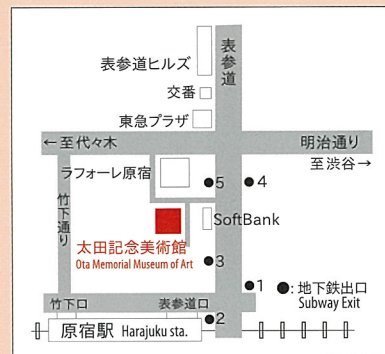 表参道ヒルズ
表参道
交番
東急プラザ
←至代々木
明治通り
至渋谷→
ラフォーレ原宿
5
4
竹下通り
SoftBank
太田記念美術館
Ota Memorial Museum of Art
3
1
●:地下鉄出口
Subway Exit
竹下口
表参道口
2
原宿駅 Harajuku sta.